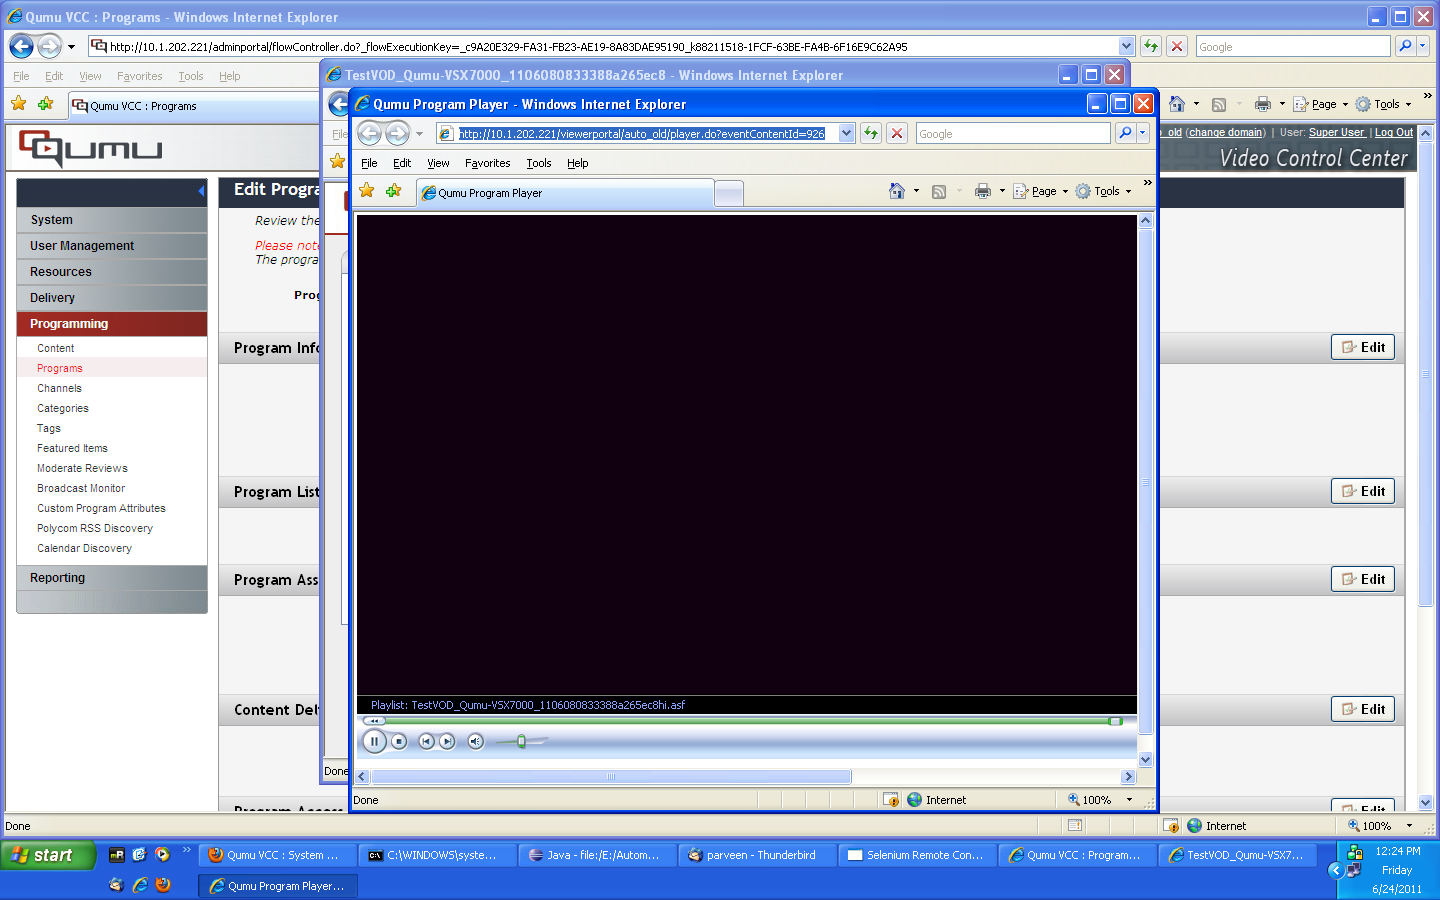 Qumu VCC : Programs - Windows Internet Explorer
http://10.1.202.221/adminportal/flowController.do?_flowExecutionKey=_c9A20E329-FA31-FB23-AE19-8A83DAE95190_k88211518-1FCF-63BE-FA4B-6F16E9C62A95
Google
File Edit View Favorites Tools Help
Qumu VCC : Programs
Page Tools »
TestVOD_Qumu-VSX7000_1106080833388a265ec8 - Windows Internet Explorer
Qumu Program Player - Windows Internet Explorer
http://10.1.202.221/viewerportal/auto_old/player.do?eventContentId=926
Google
File Edit View Favorites Tools Help
Qumu Program Player
Page Tools »
Qumu
_old (change domain) | User: Super User | Log Out
Video Control Center
System
User Management
Resources
Delivery
Programming
Content
Programs
Channels
Categories
Tags
Featured Items
Moderate Reviews
Broadcast Monitor
Custom Program Attributes
Polycom RSS Discovery
Calendar Discovery
Reporting
Edit Progra
Review the
Please note
The progra
Prog
Program Info
Edit
Program List
Edit
Program Ass
Edit
Content Deli
Edit
Program Access
Edit
Playlist: TestVOD_Qumu-VSX7000_1106080833388a265ec8hi.asf
Done
Done
Internet
100%
Done
Internet
100%
start
mR
»
Qumu VCC : System ...
C:\WINDOWS\syste...
Java - file:/E:/Autom...
parveen - Thunderbird
Selenium Remote Con...
Qumu VCC : Program...
TestVOD_Qumu-VSX7...
Qumu Program Player...
12:24 PM
Friday
6/24/2011